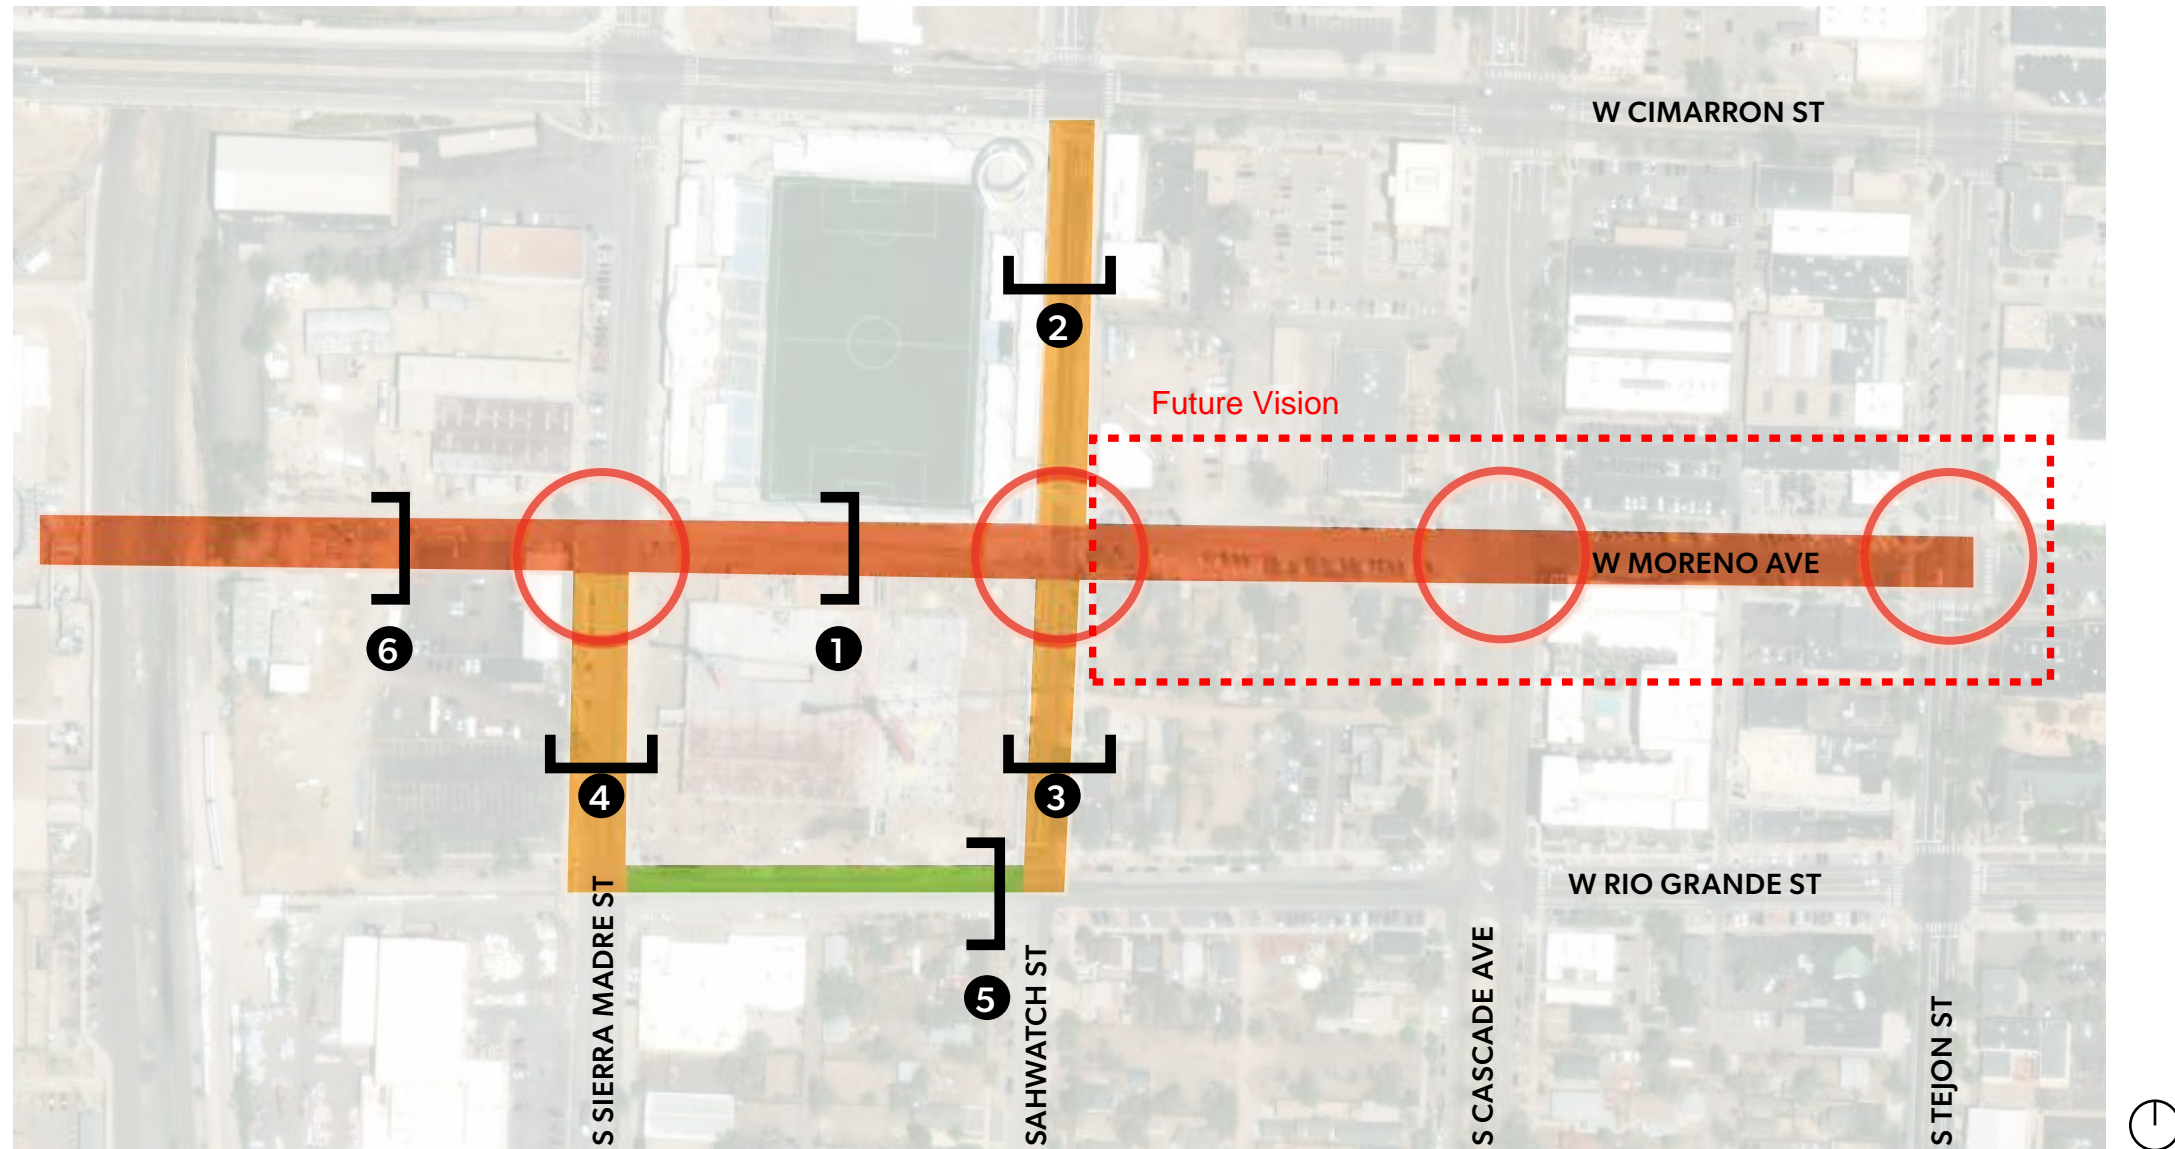 W CIMARRON ST
2
Future Vision
W MORENO AVE
6
1
4
3
W RIO GRANDE ST
S SIERRA MADRE ST
5
SAHWATCH ST
S CASCADE AVE
S TEJON ST